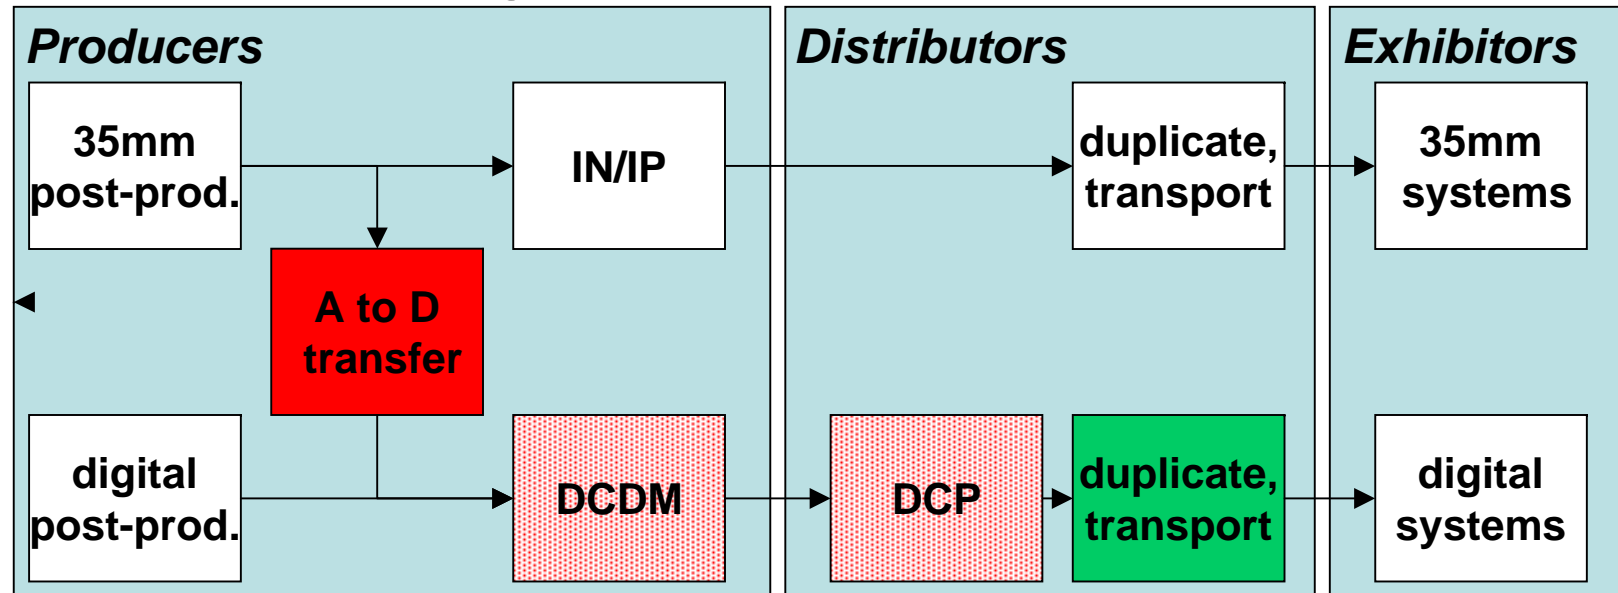 Producers
Distributors
Exhibitors
35mm
post-prod.
IN/IP
duplicate,
transport
35mm
systems
A to D
transfer
digital
post-prod.
DCDM
DCP
duplicate,
transport
digital
systems